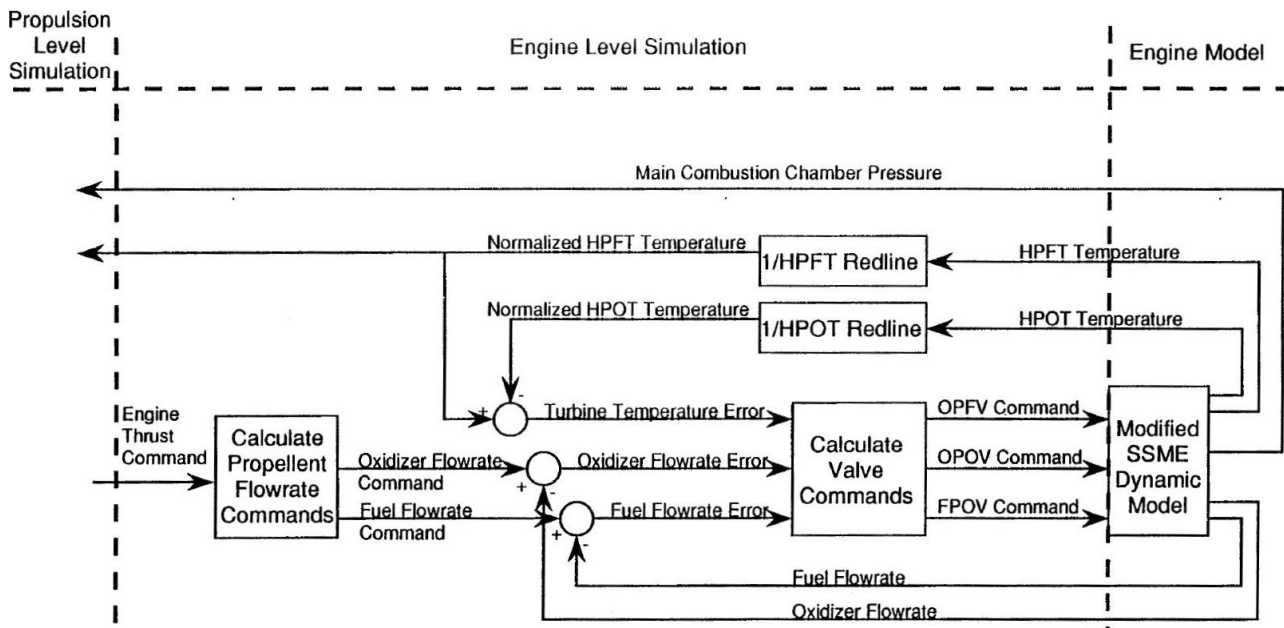 Propulsion
Level
Simulation
Engine Level Simulation
Engine Model
Main Combustion Chamber Pressure
Normalized HPFT Temperature
1/HPFT Redline
HPFT Temperature
Normalized HPOT Temperature
1/HPOT Redline
HPOT Temperature
-
+
Turbine Temperature Error
OPFV Command
Engine
Thrust
Command
Calculate
Propellent
Flowrate
Commands
Oxidizer Flowrate
Command
+
-
Oxidizer Flowrate Error
Calculate
Valve
Commands
OPOV Command
Modified
SSME
Dynamic
Model
Fuel Flowrate
Command
+
-
Fuel Flowrate Error
FPOV Command
Fuel Flowrate
Oxidizer Flowrate